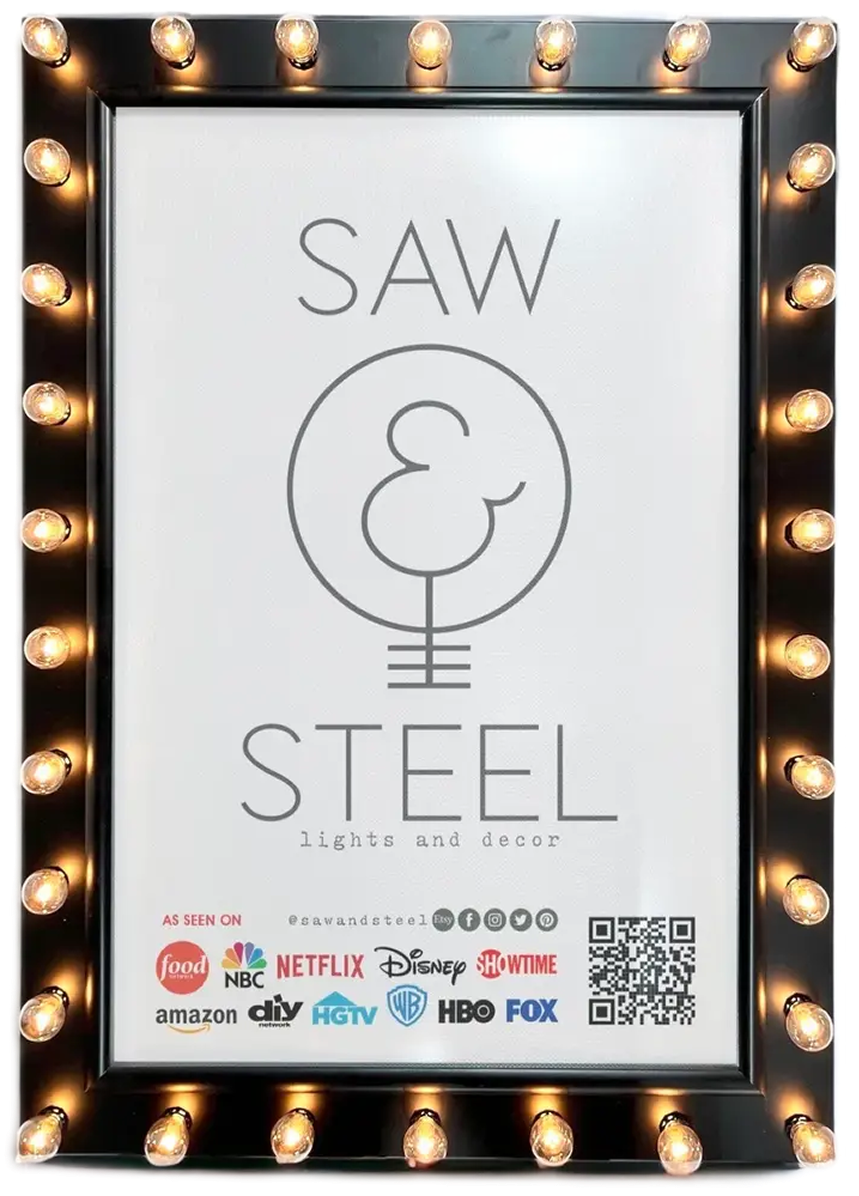 SAW
&
STEEL
lights and decor
AS SEEN ON
@sawandsteel Etsy
food network NBC NETFLIX Disney SHOWTIME
amazon diy network HGTV WB HBO FOX